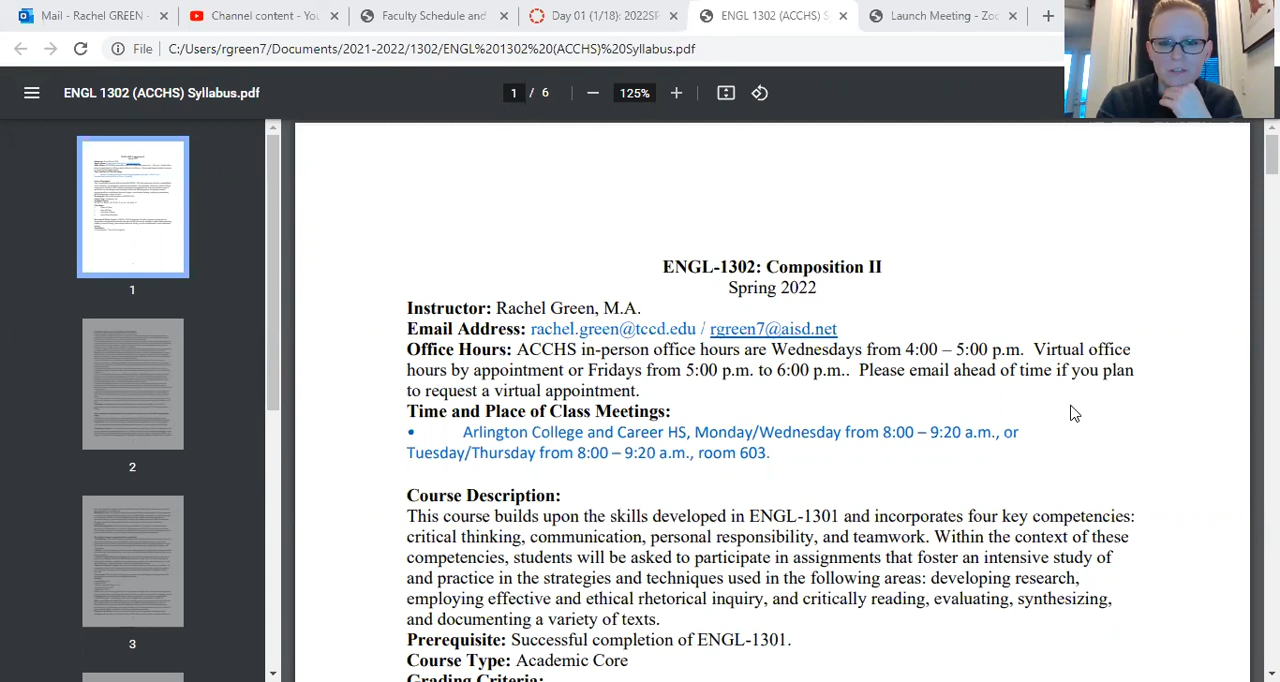 Mail - Rachel GREEN -
Channel content - You
Faculty Schedule and
Day 01 (1/18): 2022SP
ENGL 1302 (ACCHS) S
Launch Meeting - Zoo
File C:/Users/rgreen7/Documents/2021-2022/1302/ENGL%201302%20(ACCHS)%20Syllabus.pdf
ENGL 1302 (ACCHS) Syllabus.pdf
1 / 6
125%
1
2
3
ENGL-1302: Composition II
Spring 2022
Instructor: Rachel Green, M.A.
Email Address: rachel.green@tccd.edu / rgreen7@aisd.net
Office Hours: ACCHS in-person office hours are Wednesdays from 4:00 – 5:00 p.m. Virtual office
hours by appointment or Fridays from 5:00 p.m. to 6:00 p.m.. Please email ahead of time if you plan
to request a virtual appointment.
Time and Place of Class Meetings:
• Arlington College and Career HS, Monday/Wednesday from 8:00 – 9:20 a.m., or
Tuesday/Thursday from 8:00 – 9:20 a.m., room 603.
Course Description:
This course builds upon the skills developed in ENGL-1301 and incorporates four key competencies:
critical thinking, communication, personal responsibility, and teamwork. Within the context of these
competencies, students will be asked to participate in assignments that foster an intensive study of
and practice in the strategies and techniques used in the following areas: developing research,
employing effective and ethical rhetorical inquiry, and critically reading, evaluating, synthesizing,
and documenting a variety of texts.
Prerequisite: Successful completion of ENGL-1301.
Course Type: Academic Core
Grading Criteria: